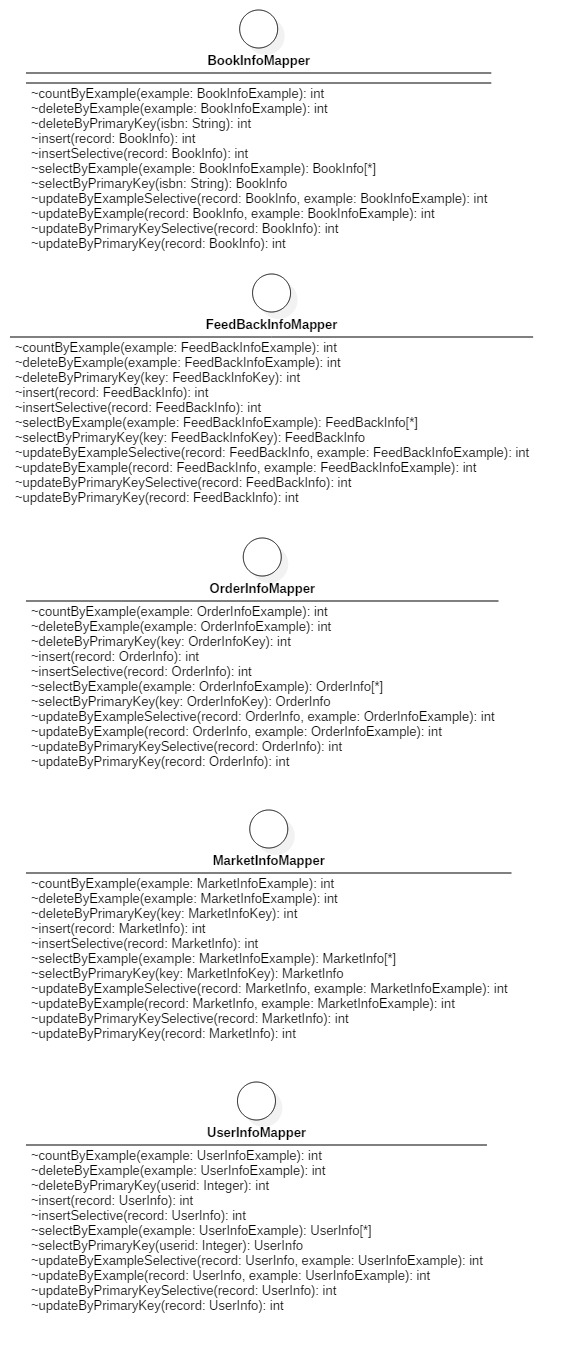 BookInfoMapper
~countByExample(example: BookInfoExample): int
~deleteByExample(example: BookInfoExample): int
~deleteByPrimaryKey(isbn: String): int
~insert(record: BookInfo): int
~insertSelective(record: BookInfo): int
~selectByExample(example: BookInfoExample): BookInfo[*]
~selectByPrimaryKey(isbn: String): BookInfo
~updateByExampleSelective(record: BookInfo, example: BookInfoExample): int
~updateByExample(record: BookInfo, example: BookInfoExample): int
~updateByPrimaryKeySelective(record: BookInfo): int
~updateByPrimaryKey(record: BookInfo): int
FeedBackInfoMapper
~countByExample(example: FeedBackInfoExample): int
~deleteByExample(example: FeedBackInfoExample): int
~deleteByPrimaryKey(key: FeedBackInfoKey): int
~insert(record: FeedBackInfo): int
~insertSelective(record: FeedBackInfo): int
~selectByExample(example: FeedBackInfoExample): FeedBackInfo[*]
~selectByPrimaryKey(key: FeedBackInfoKey): FeedBackInfo
~updateByExampleSelective(record: FeedBackInfo, example: FeedBackInfoExample): int
~updateByExample(record: FeedBackInfo, example: FeedBackInfoExample): int
~updateByPrimaryKeySelective(record: FeedBackInfo): int
~updateByPrimaryKey(record: FeedBackInfo): int
OrderInfoMapper
~countByExample(example: OrderInfoExample): int
~deleteByExample(example: OrderInfoExample): int
~deleteByPrimaryKey(key: OrderInfoKey): int
~insert(record: OrderInfo): int
~insertSelective(record: OrderInfo): int
~selectByExample(example: OrderInfoExample): OrderInfo[*]
~selectByPrimaryKey(key: OrderInfoKey): OrderInfo
~updateByExampleSelective(record: OrderInfo, example: OrderInfoExample): int
~updateByExample(record: OrderInfo, example: OrderInfoExample): int
~updateByPrimaryKeySelective(record: OrderInfo): int
~updateByPrimaryKey(record: OrderInfo): int
MarketInfoMapper
~countByExample(example: MarketInfoExample): int
~deleteByExample(example: MarketInfoExample): int
~deleteByPrimaryKey(key: MarketInfoKey): int
~insert(record: MarketInfo): int
~insertSelective(record: MarketInfo): int
~selectByExample(example: MarketInfoExample): MarketInfo[*]
~selectByPrimaryKey(key: MarketInfoKey): MarketInfo
~updateByExampleSelective(record: MarketInfo, example: MarketInfoExample): int
~updateByExample(record: MarketInfo, example: MarketInfoExample): int
~updateByPrimaryKeySelective(record: MarketInfo): int
~updateByPrimaryKey(record: MarketInfo): int
UserInfoMapper
~countByExample(example: UserInfoExample): int
~deleteByExample(example: UserInfoExample): int
~deleteByPrimaryKey(userid: Integer): int
~insert(record: UserInfo): int
~insertSelective(record: UserInfo): int
~selectByExample(example: UserInfoExample): UserInfo[*]
~selectByPrimaryKey(userid: Integer): UserInfo
~updateByExampleSelective(record: UserInfo, example: UserInfoExample): int
~updateByExample(record: UserInfo, example: UserInfoExample): int
~updateByPrimaryKeySelective(record: UserInfo): int
~updateByPrimaryKey(record: UserInfo): int